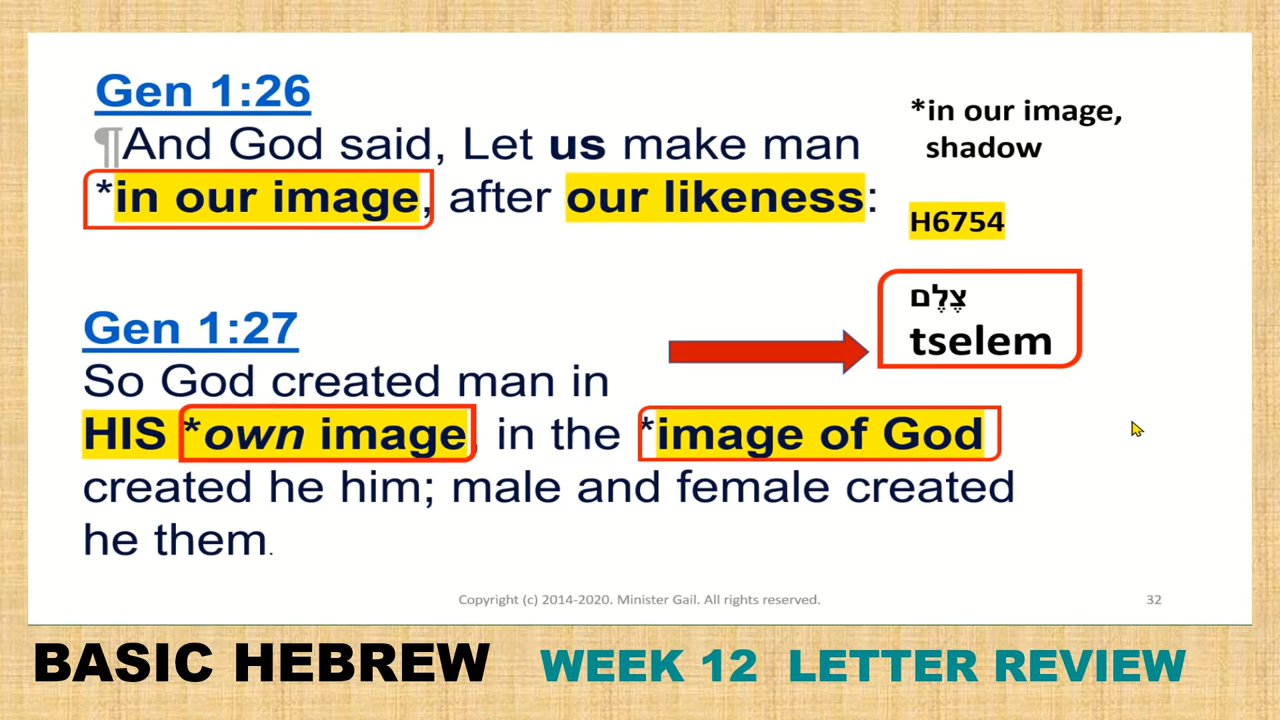 Gen 1:26
¶And God said, Let us make man
*in our image, after our likeness:
*in our image,
shadow
H6754
צֶלֶם
tselem
Gen 1:27
So God created man in
HIS *own image, in the *image of God
created he him; male and female created
he them.
Copyright (c) 2014-2020. Minister Gail. All rights reserved.
32
BASIC HEBREW WEEK 12 LETTER REVIEW